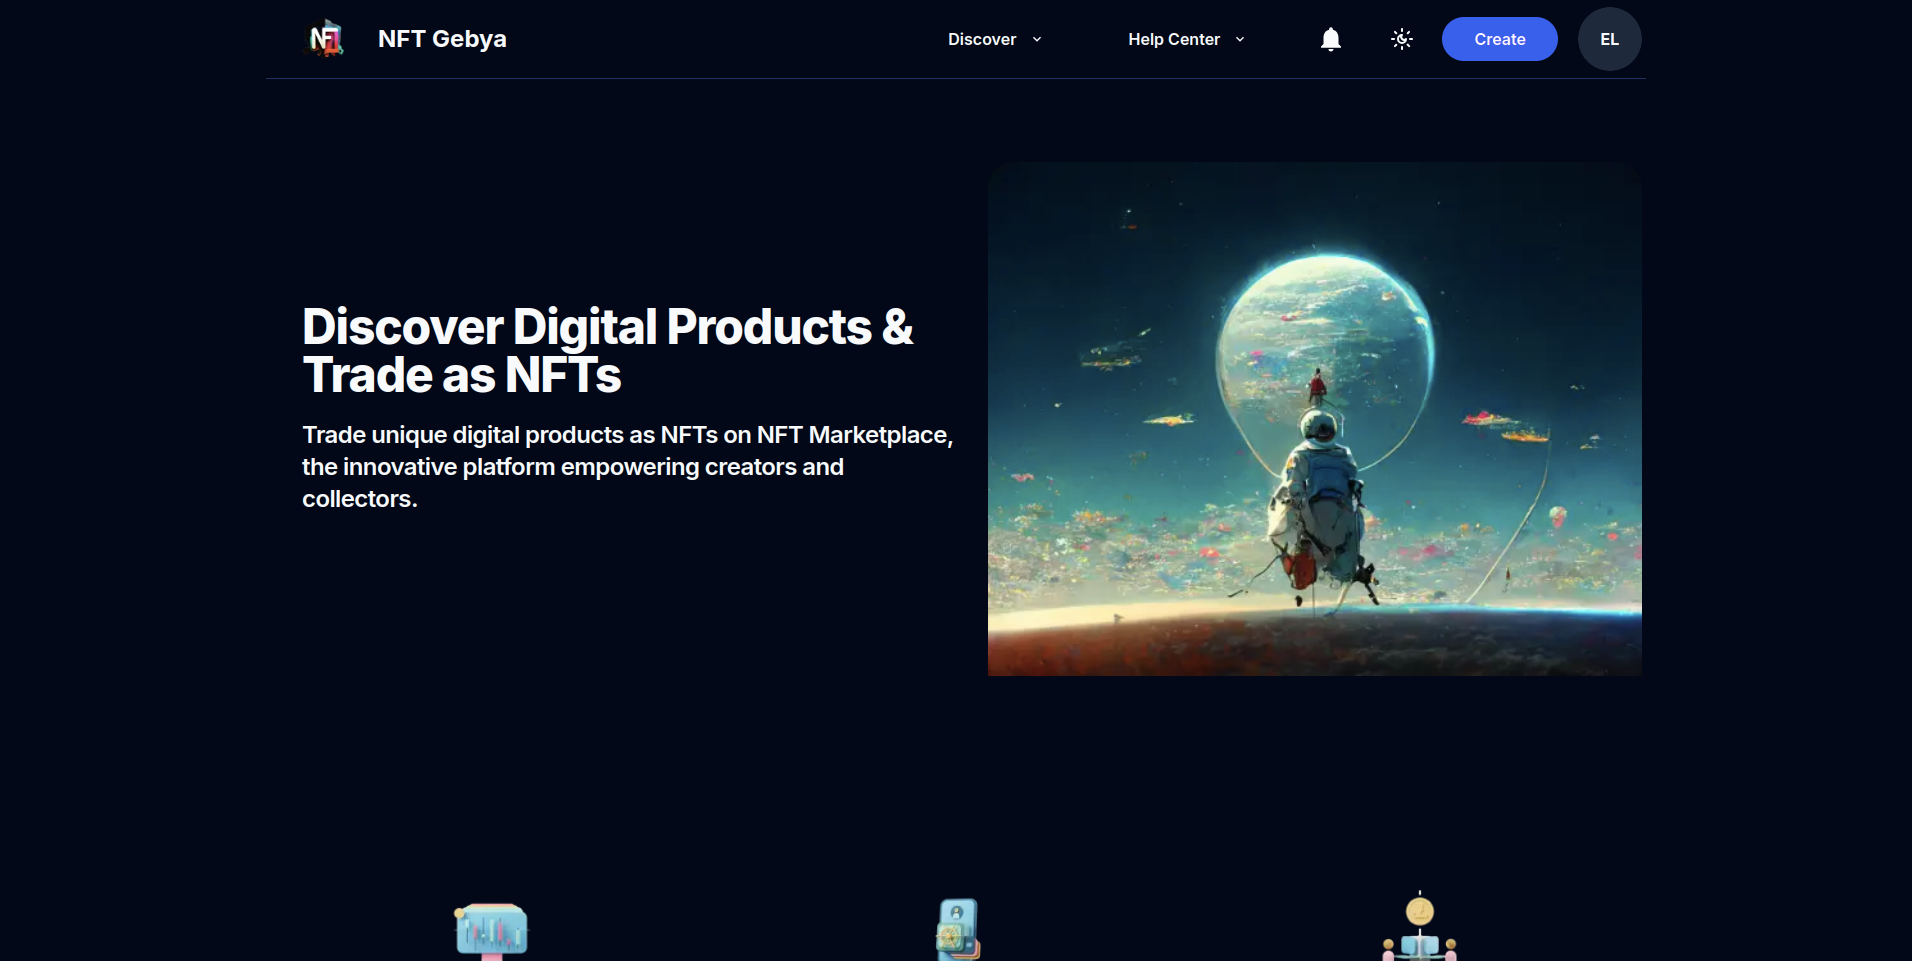 NFT
NFT Gebya
Discover
Help Center
Create
EL
Discover Digital Products &
Trade as NFTs
Trade unique digital products as NFTs on NFT Marketplace,
the innovative platform empowering creators and
collectors.